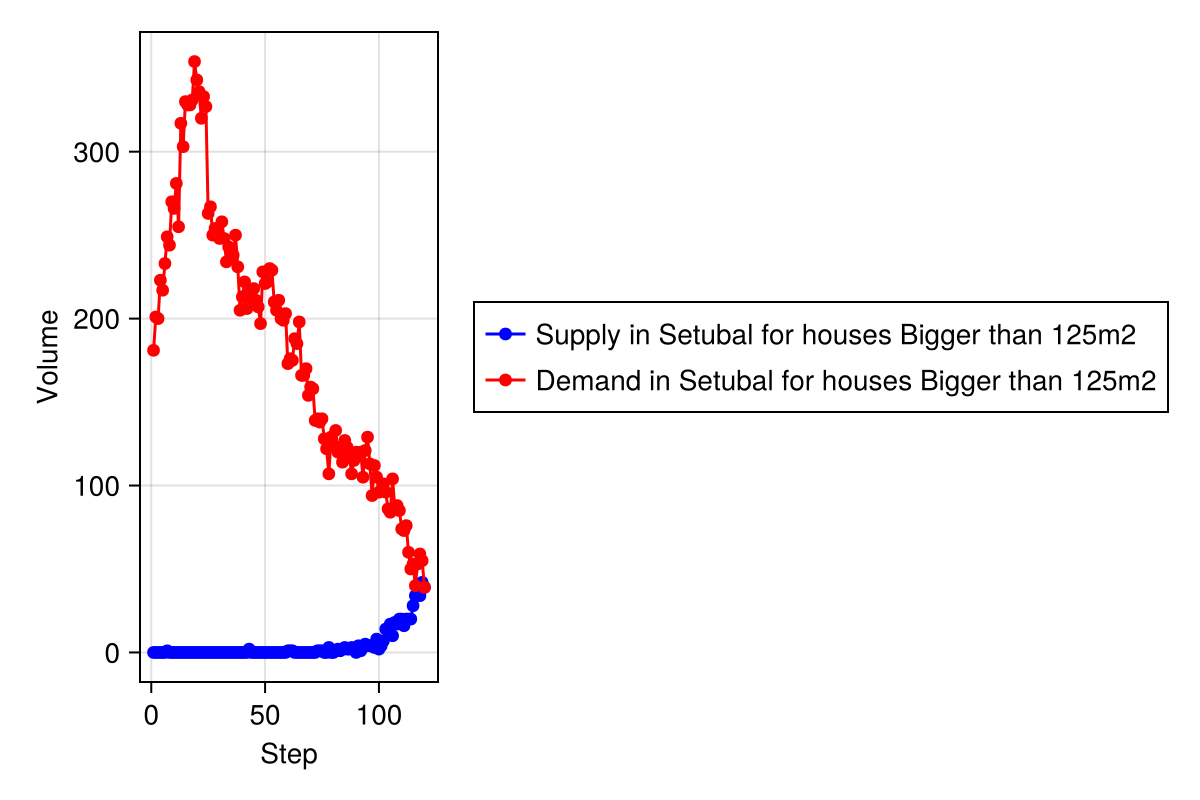 300
200
100
0
Volume
0 50 100
Step
Supply in Setubal for houses Bigger than 125m2
Demand in Setubal for houses Bigger than 125m2